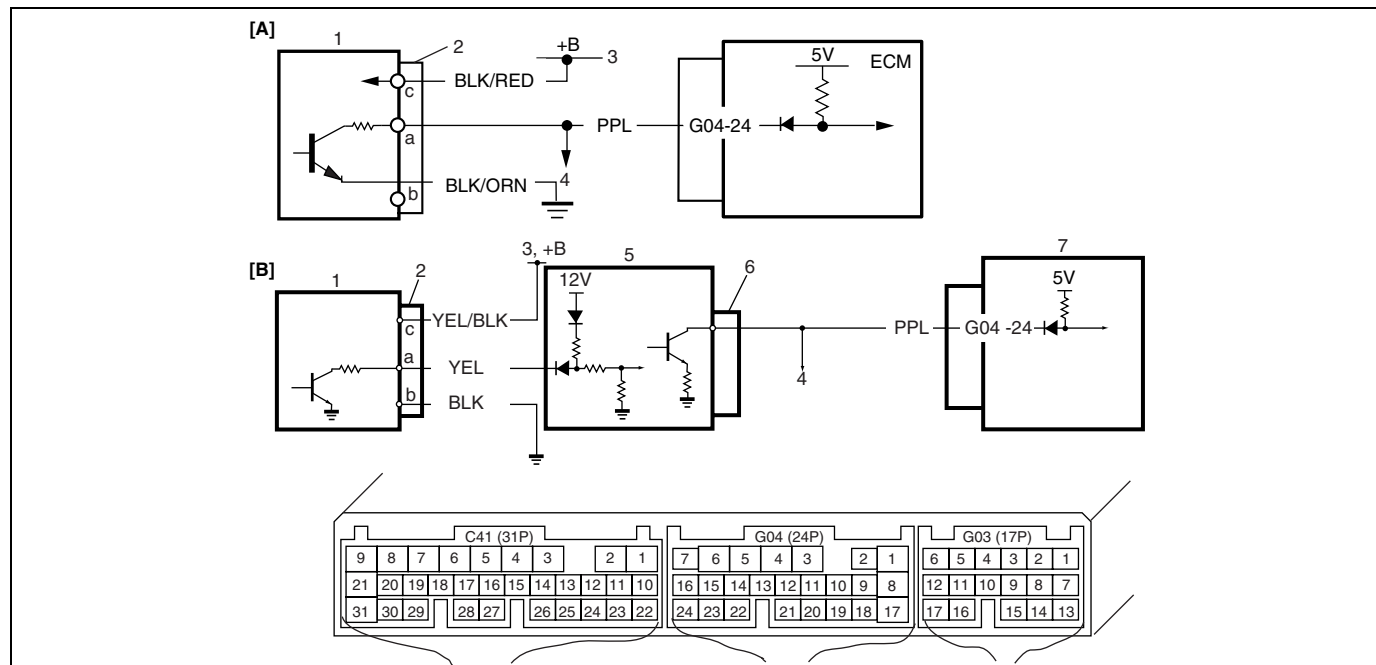 [A]
1
2
+B
3
c
BLK/RED
a
PPL
4
BLK/ORN
b
G04-24
5V
ECM
[B]
1
2
3, +B
c
YEL/BLK
a
YEL
b
BLK
5
12V
6
4
PPL
G04 -24
7
5V
C41 (31P)
9 8 7 6 5 4 3 2 1
21 20 19 18 17 16 15 14 13 12 11 10
31 30 29 28 27 26 25 24 23 22
G04 (24P)
7 6 5 4 3 2 1
16 15 14 13 12 11 10 9 8
24 23 22 21 20 19 18 17
G03 (17P)
6 5 4 3 2 1
12 11 10 9 8 7
17 16 15 14 13